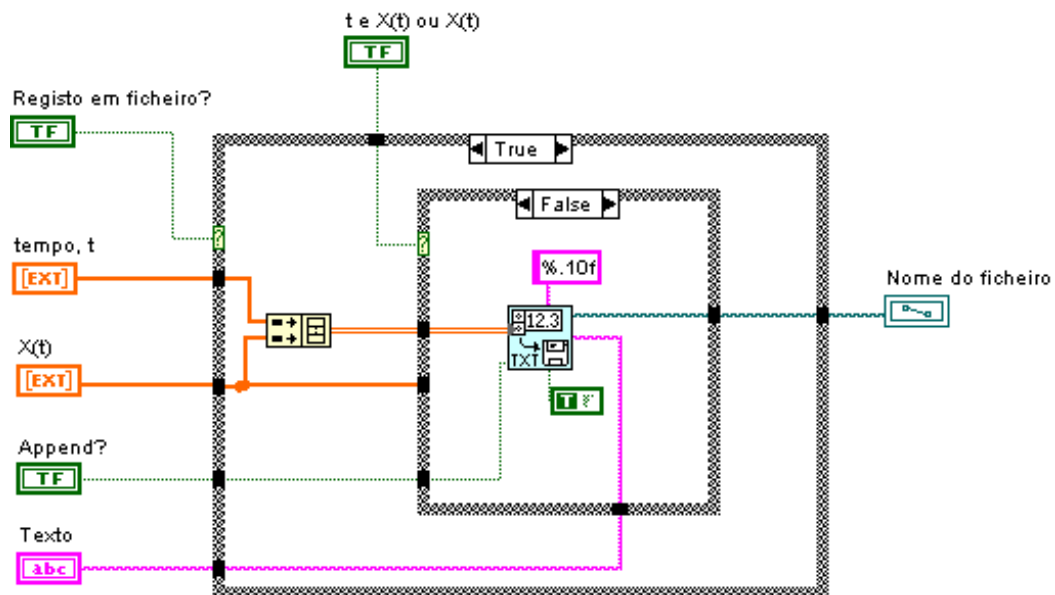 t e X(t) ou X(t)
TF
Registo em ficheiro?
TF
True
False
?
?
tempo, t
[EXT]
%.10f
Nome do ficheiro
12.3
TXT
X(t)
[EXT]
T
Append?
TF
Texto
abc